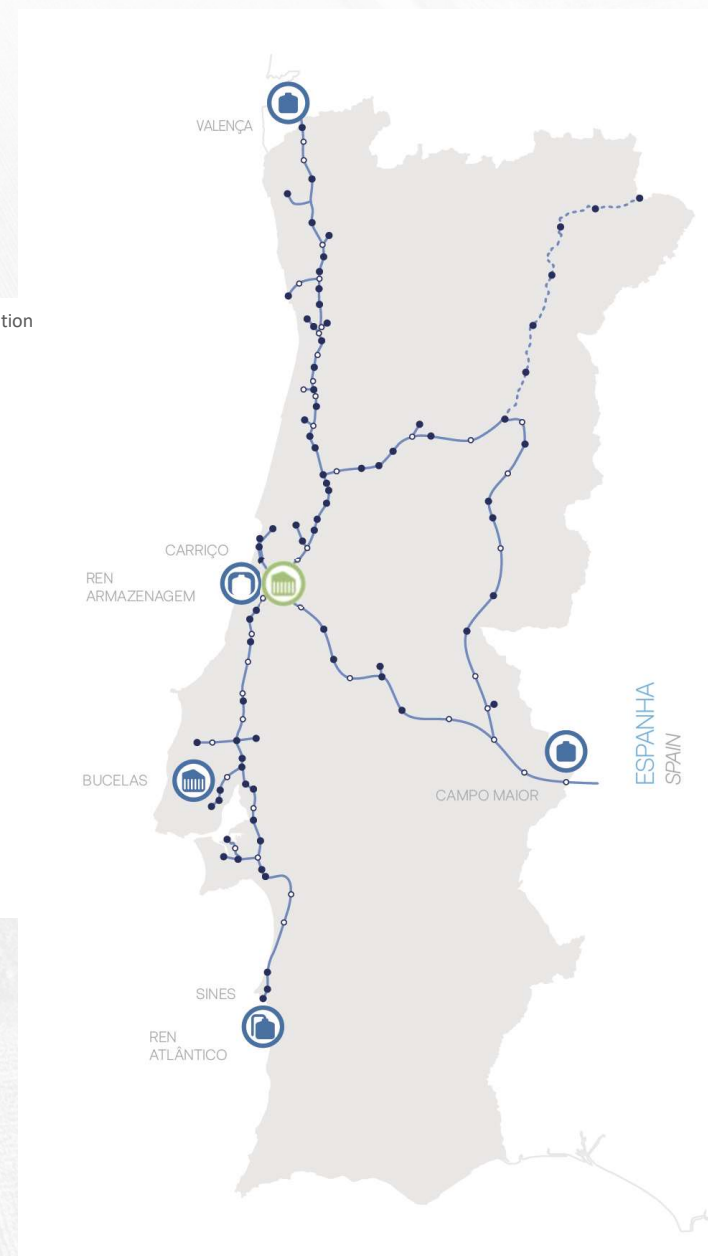 VALENÇA
tion
CARRIÇO
REN
ARMAZENAGEM
ESPANHA
SPAIN
BUCELAS
CAMPO MAIOR
SINES
REN
ATLÂNTICO